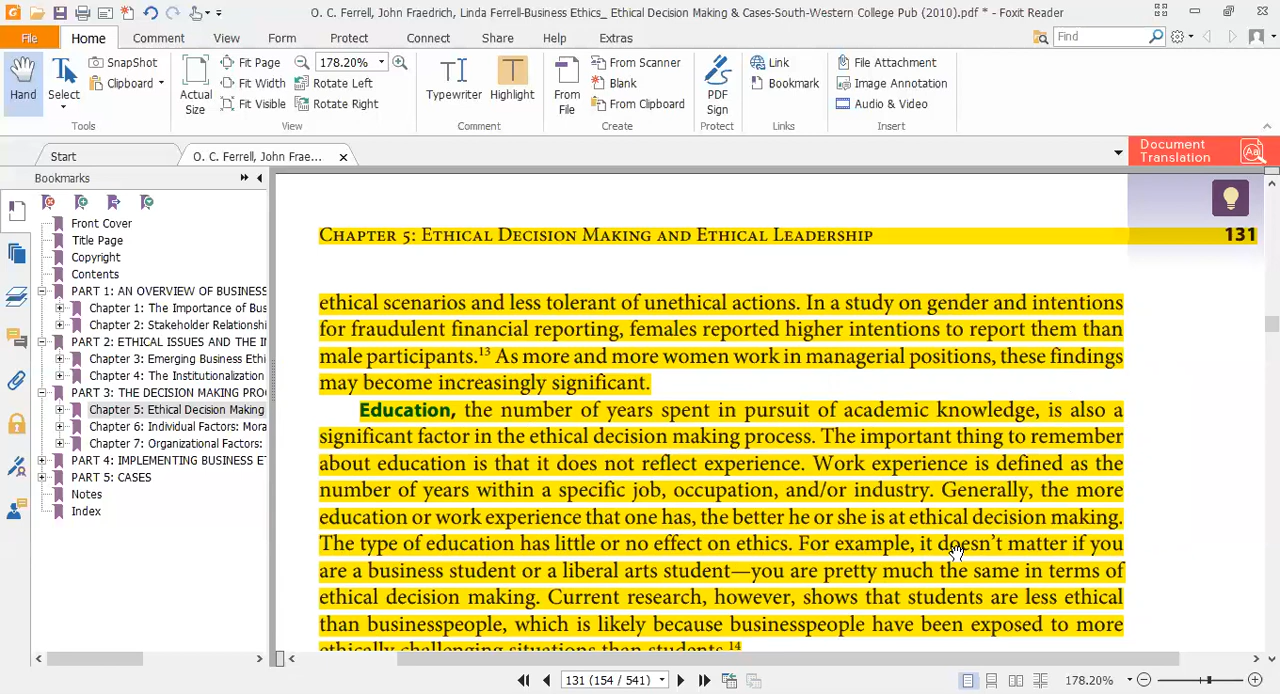 O. C. Ferrell, John Fraedrich, Linda Ferrell-Business Ethics_ Ethical Decision Making & Cases-South-Western College Pub (2010).pdf * - Foxit Reader
File Home Comment View Form Protect Connect Share Help Extras Find
SnapShot Fit Page 178.20% From Scanner Link File Attachment
Hand Select Clipboard Actual Size Fit Width Rotate Left Typewriter Highlight From File Blank PDF Sign Bookmark Image Annotation
Fit Visible Rotate Right From Clipboard Audio & Video
Tools View Comment Create Protect Links Insert
Start O. C. Ferrell, John Frae... Document Translation
Bookmarks
Front Cover
Title Page
Copyright
Contents
PART 1: AN OVERVIEW OF BUSINESS
Chapter 1: The Importance of Bus
Chapter 2: Stakeholder Relationshi
PART 2: ETHICAL ISSUES AND THE I
Chapter 3: Emerging Business Ethi
Chapter 4: The Institutionalization
PART 3: THE DECISION MAKING PRO
Chapter 5: Ethical Decision Making
Chapter 6: Individual Factors: Mora
Chapter 7: Organizational Factors:
PART 4: IMPLEMENTING BUSINESS ET
PART 5: CASES
Notes
Index
CHAPTER 5: ETHICAL DECISION MAKING AND ETHICAL LEADERSHIP 131
ethical scenarios and less tolerant of unethical actions. In a study on gender and intentions
for fraudulent financial reporting, females reported higher intentions to report them than
male participants.13 As more and more women work in managerial positions, these findings
may become increasingly significant.
Education, the number of years spent in pursuit of academic knowledge, is also a
significant factor in the ethical decision making process. The important thing to remember
about education is that it does not reflect experience. Work experience is defined as the
number of years within a specific job, occupation, and/or industry. Generally, the more
education or work experience that one has, the better he or she is at ethical decision making.
The type of education has little or no effect on ethics. For example, it doesn't matter if you
are a business student or a liberal arts student—you are pretty much the same in terms of
ethical decision making. Current research, however, shows that students are less ethical
than businesspeople, which is likely because businesspeople have been exposed to more
ethically challenging situations than students.14
131 (154 / 541) 178.20%